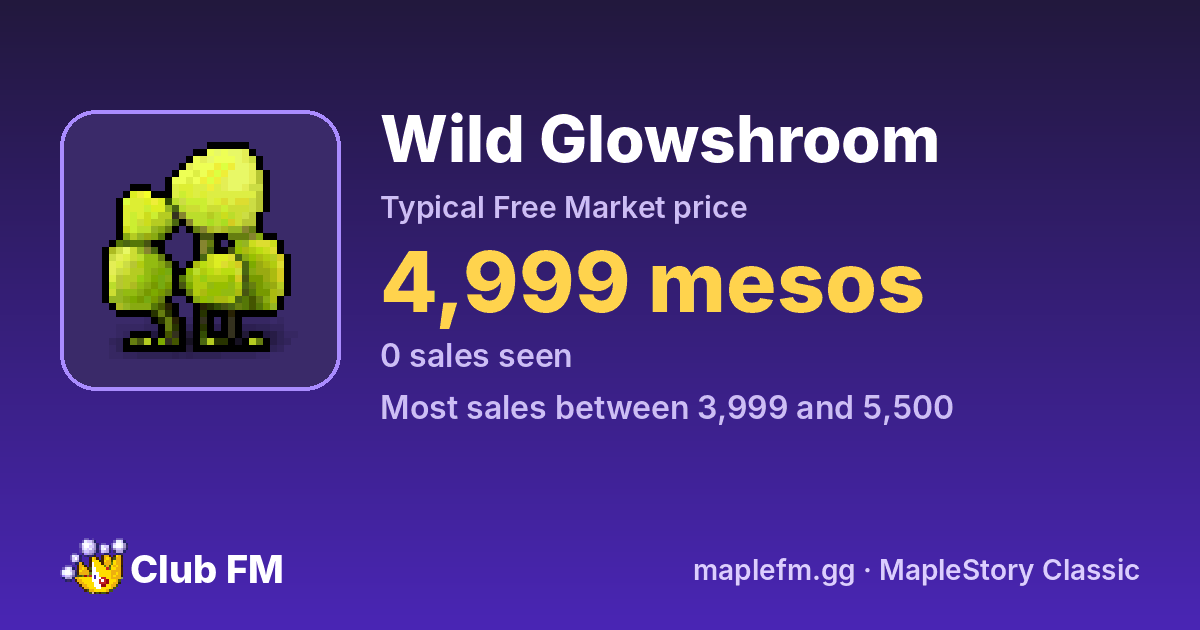 Wild Glowshroom
Typical Free Market price
4,999 mesos
0 sales seen
Most sales between 3,999 and 5,500
Club FM
maplefm.gg · MapleStory Classic